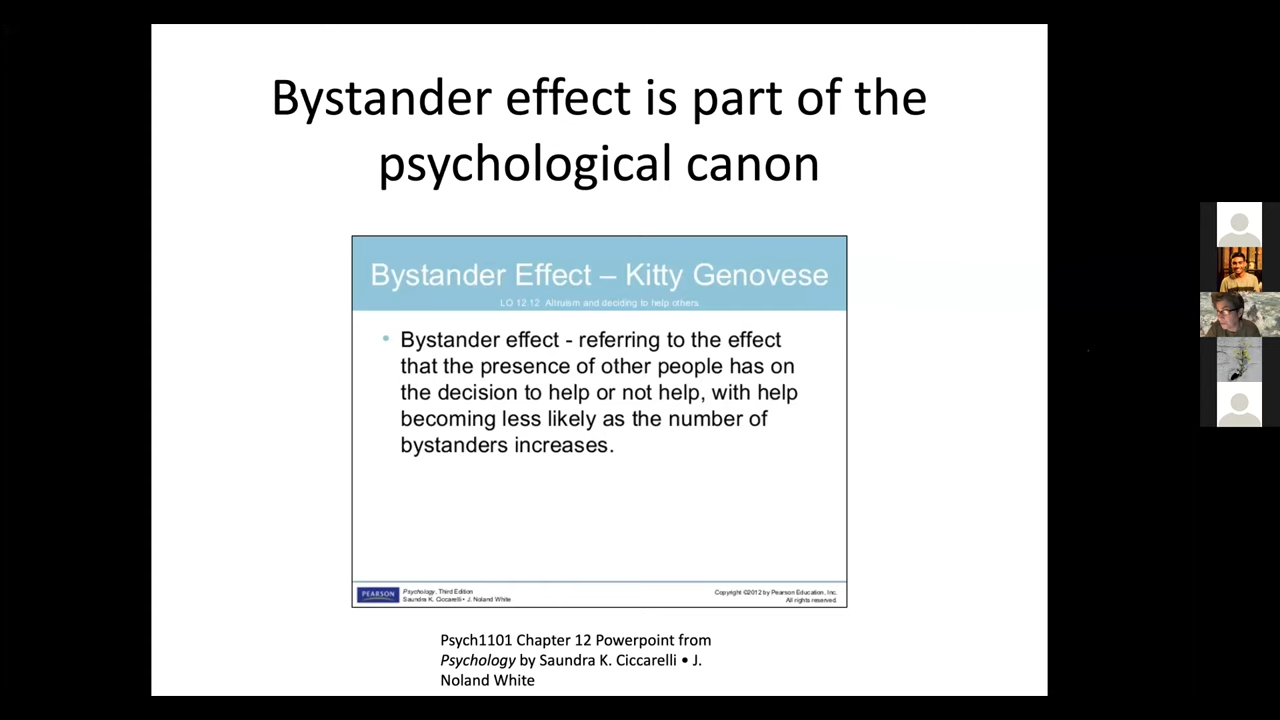 Bystander effect is part of the
psychological canon
Bystander Effect – Kitty Genovese
LO 12.12 Altruism and deciding to help others
• Bystander effect - referring to the effect
that the presence of other people has on
the decision to help or not help, with help
becoming less likely as the number of
bystanders increases.
PEARSON
Psychology, Third Edition
Saundra K. Ciccarelli • J. Noland White
Copyright ©2012 by Pearson Education, Inc.
All rights reserved.
Psych1101 Chapter 12 Powerpoint from
Psychology by Saundra K. Ciccarelli • J.
Noland White